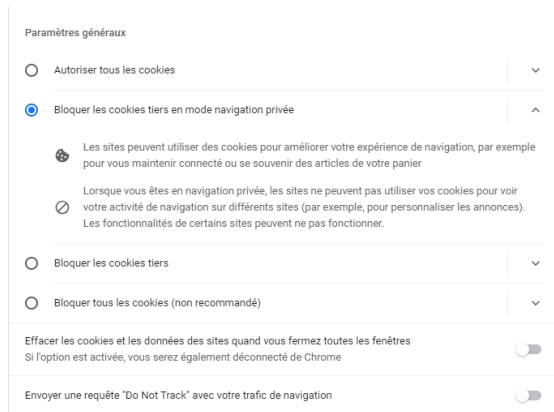 Paramètres généraux
Autoriser tous les cookies
Bloquer les cookies tiers en mode navigation privée
Les sites peuvent utiliser des cookies pour améliorer votre expérience de navigation, par exemple
pour vous maintenir connecté ou se souvenir des articles de votre panier
Lorsque vous êtes en navigation privée, les sites ne peuvent pas utiliser vos cookies pour voir
votre activité de navigation sur différents sites (par exemple, pour personnaliser les annonces).
Les fonctionnalités de certains sites peuvent ne pas fonctionner.
Bloquer les cookies tiers
Bloquer tous les cookies (non recommandé)
Effacer les cookies et les données des sites quand vous fermez toutes les fenêtres
Si l'option est activée, vous serez également déconnecté de Chrome
Envoyer une requête "Do Not Track" avec votre trafic de navigation